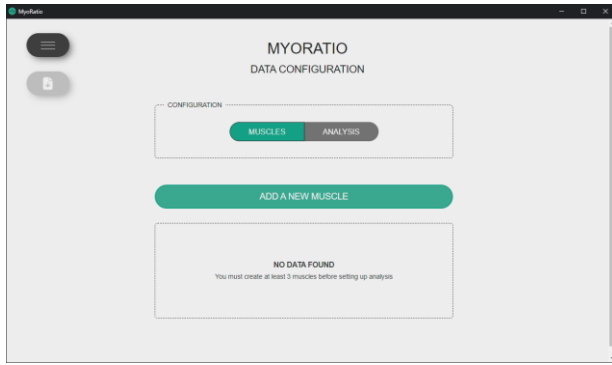 MyoRatio
MYORATIO
DATA CONFIGURATION
CONFIGURATION
MUSCLES ANALYSIS
ADD A NEW MUSCLE
NO DATA FOUND
You must create at least 3 muscles before setting up analysis